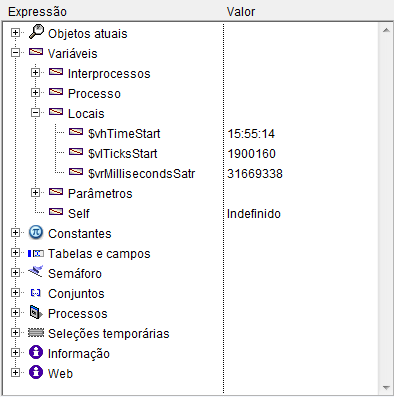 Expressão Valor
Objetos atuais
Variáveis
Interprocessos
Processo
Locais
$vhTimeStart 15:55:14
$vlTicksStart 1900160
$vrMillisecondsSatr 31669338
Parâmetros
Self Indefinido
Constantes
Tabelas e campos
Semáforo
Conjuntos
Processos
Seleções temporárias
Informação
Web